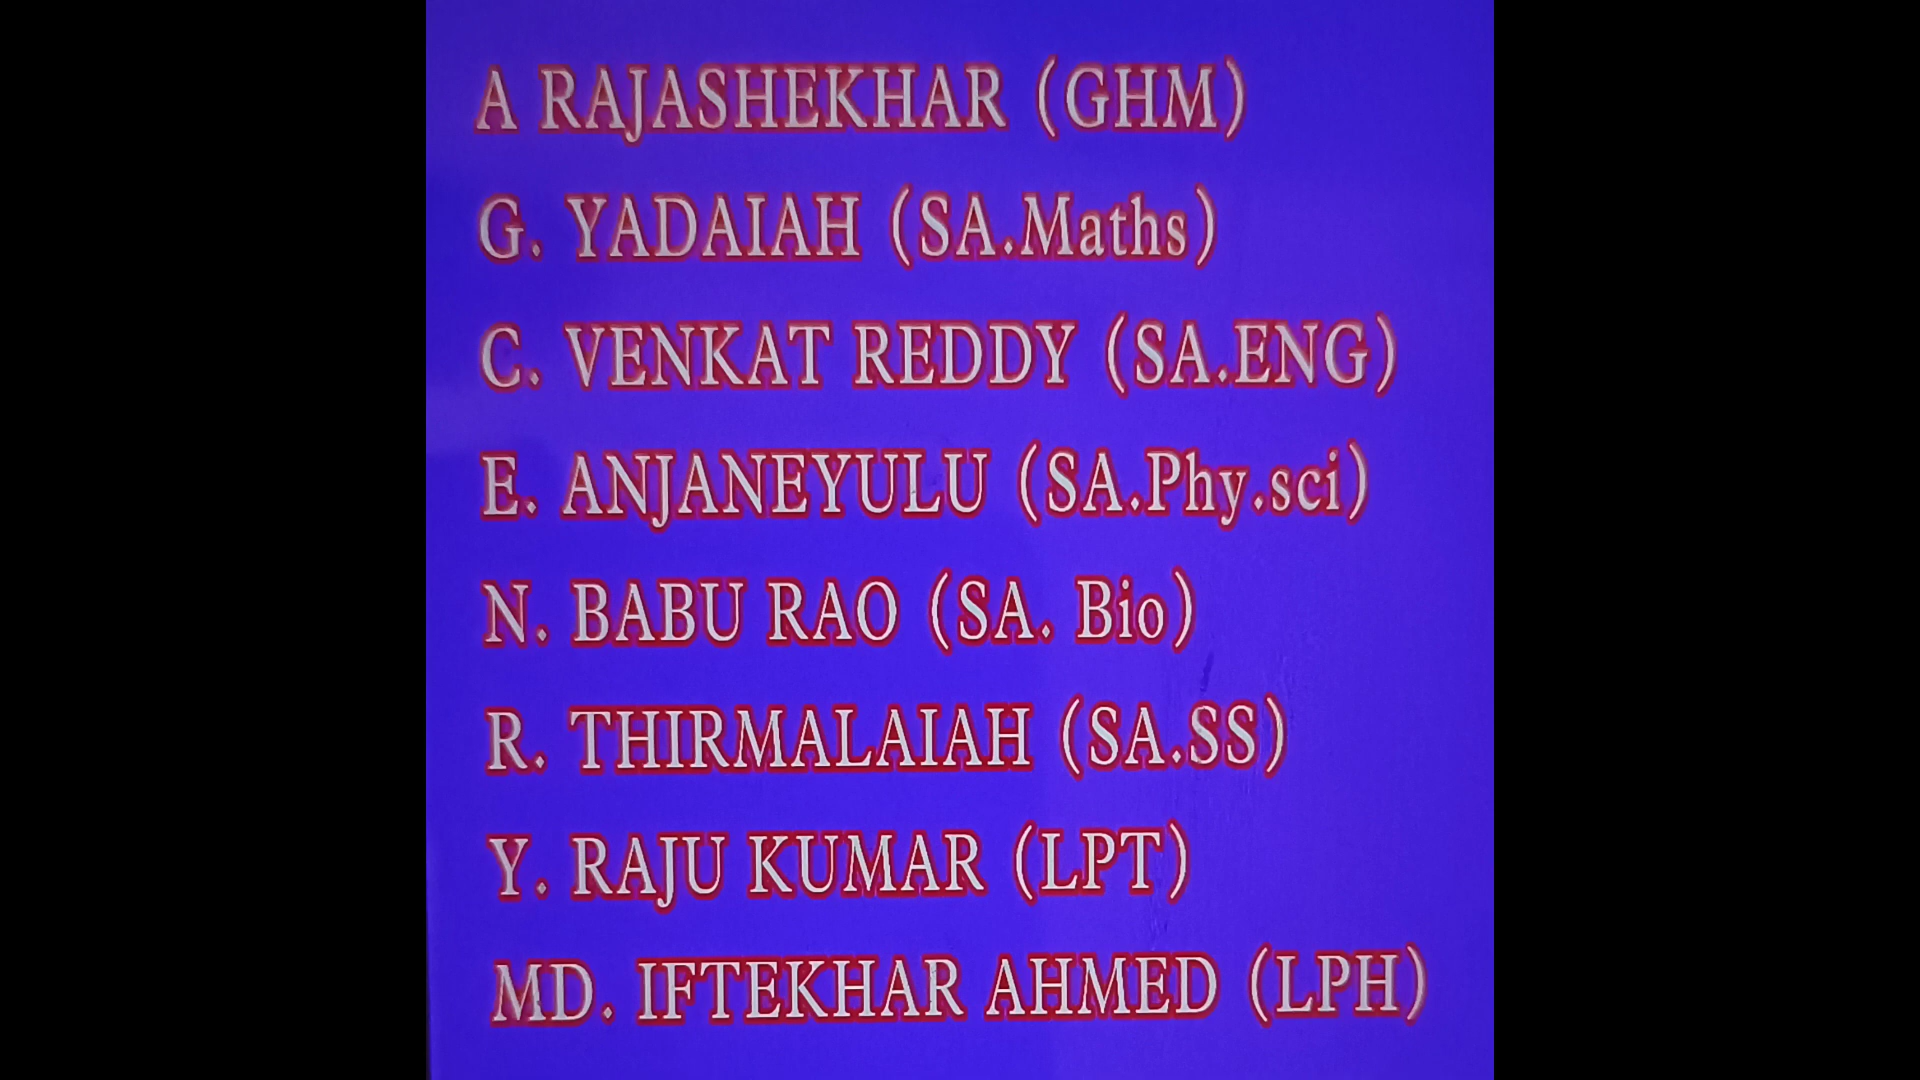 A RAJASHEKHAR (GHM)
G. YADAIAH (SA.Maths)
C. VENKAT REDDY (SA.ENG)
E. ANJANEYULU (SA.Phy.sci)
N. BABU RAO (SA. Bio)
R. THIRMALAIAH (SA.SS)
Y. RAJU KUMAR (LPT)
MD. IFTEKHAR AHMED (LPH)